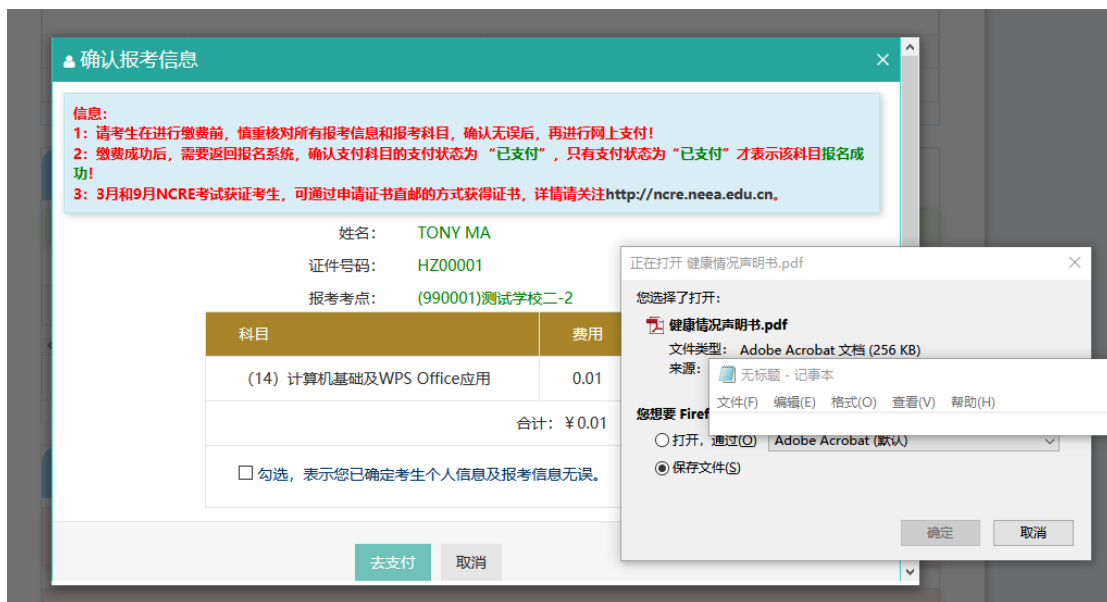 确认报考信息
信息：
1：请考生在进行缴费前，慎重核对所有报考信息和报考科目，确认无误后，再进行网上支付！
2：缴费成功后，需要返回报名系统，确认支付科目的支付状态为 “已支付”，只有支付状态为 “已支付” 才表示该科目报名成
功！
3：3月和9月NCRE考试获证考生，可通过申请证书直邮的方式获得证书，详情请关注http://ncre.neea.edu.cn。
姓名： TONY MA
证件号码： HZ00001
报考考点： (990001)测试学校二-2
科目 费用
（14）计算机基础及WPS Office应用 0.01
合计：￥0.01
勾选，表示您已确定考生个人信息及报考信息无误。
去支付 取消
正在打开 健康情况声明书.pdf
您选择了打开：
健康情况声明书.pdf
文件类型： Adobe Acrobat 文档 (256 KB)
来源：
无标题 - 记事本
文件(F) 编辑(E) 格式(O) 查看(V) 帮助(H)
您想要 Firef
打开，通过(O) Adobe Acrobat (默认)
保存文件(S)
确定 取消